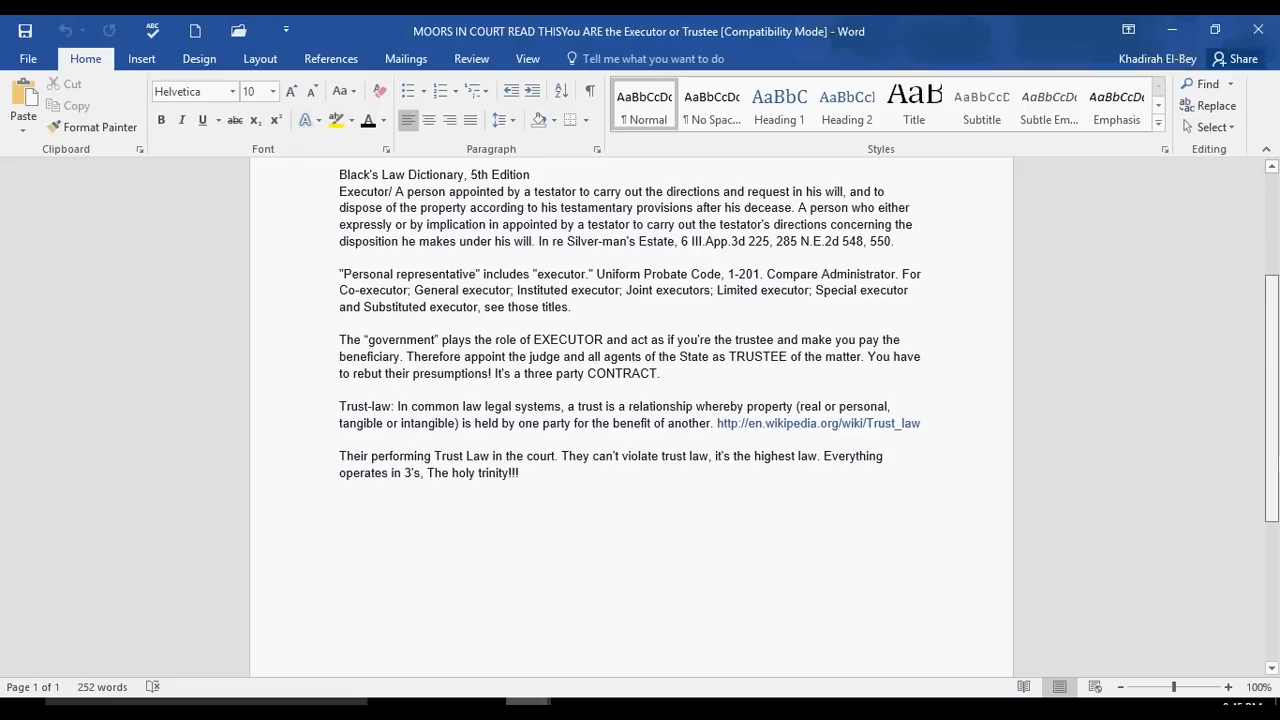 MOORS IN COURT READ THISYou ARE the Executor or Trustee [Compatibility Mode] - Word
File Home Insert Design Layout References Mailings Review View Tell me what you want to do Khadirah El-Bey Share
Paste
Cut
Copy
Format Painter
Clipboard
Helvetica 10 Aa
B I U abc X₂ X² A A
Font
Paragraph
AaBbCcDc AaBbCcDc AaBbC AaBbCcI AaB AaBbCcD AaBbCcDc AaBbCcDc
¶ Normal ¶ No Spac... Heading 1 Heading 2 Title Subtitle Subtle Em... Emphasis
Styles
Find
Replace
Select
Editing
Black's Law Dictionary, 5th Edition
Executor/ A person appointed by a testator to carry out the directions and request in his will, and to
dispose of the property according to his testamentary provisions after his decease. A person who either
expressly or by implication in appointed by a testator to carry out the testator's directions concerning the
disposition he makes under his will. In re Silver-man's Estate, 6 III.App.3d 225, 285 N.E.2d 548, 550.
"Personal representative" includes "executor." Uniform Probate Code, 1-201. Compare Administrator. For
Co-executor; General executor; Instituted executor; Joint executors; Limited executor; Special executor
and Substituted executor, see those titles.
The “government” plays the role of EXECUTOR and act as if you're the trustee and make you pay the
beneficiary. Therefore appoint the judge and all agents of the State as TRUSTEE of the matter. You have
to rebut their presumptions! It's a three party CONTRACT.
Trust-law: In common law legal systems, a trust is a relationship whereby property (real or personal,
tangible or intangible) is held by one party for the benefit of another. http://en.wikipedia.org/wiki/Trust_law
Their performing Trust Law in the court. They can't violate trust law, it's the highest law. Everything
operates in 3's, The holy trinity!!!
Page 1 of 1 252 words 100%